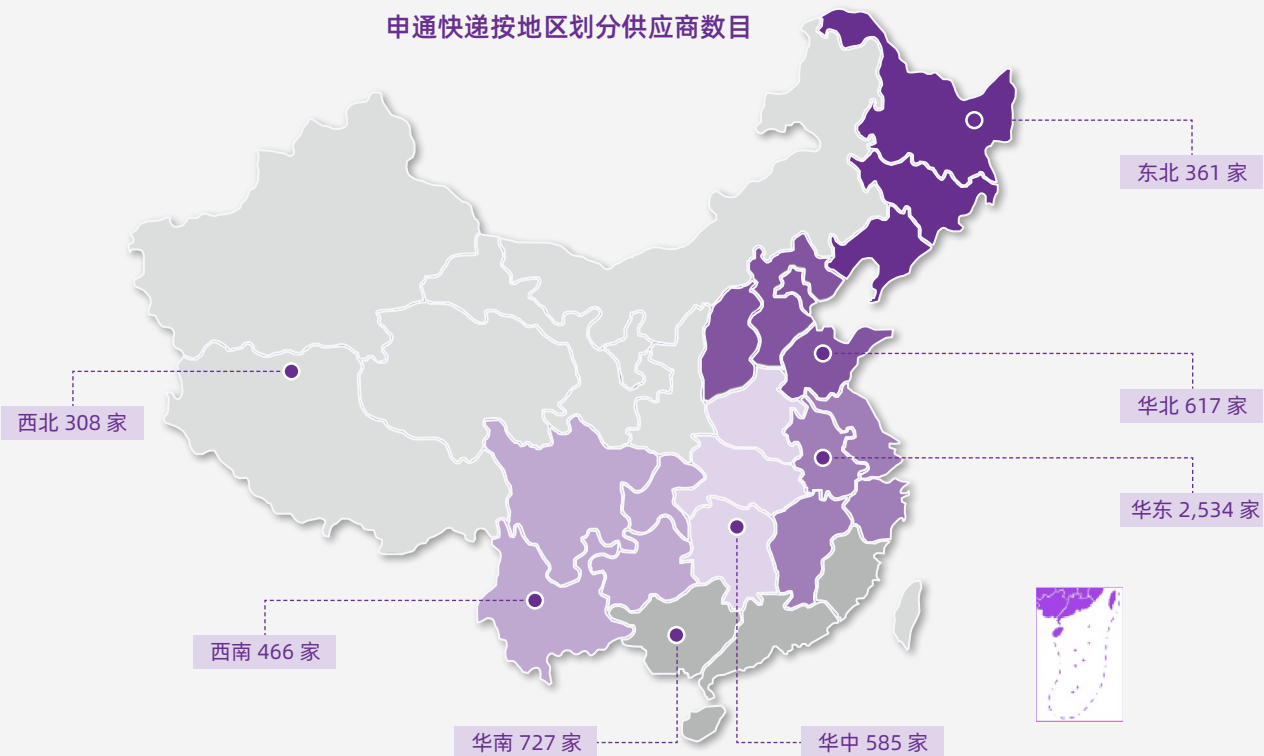 申通快递按地区划分供应商数目
东北 361 家
华北 617 家
西北 308 家
华东 2,534 家
西南 466 家
华南 727 家
华中 585 家